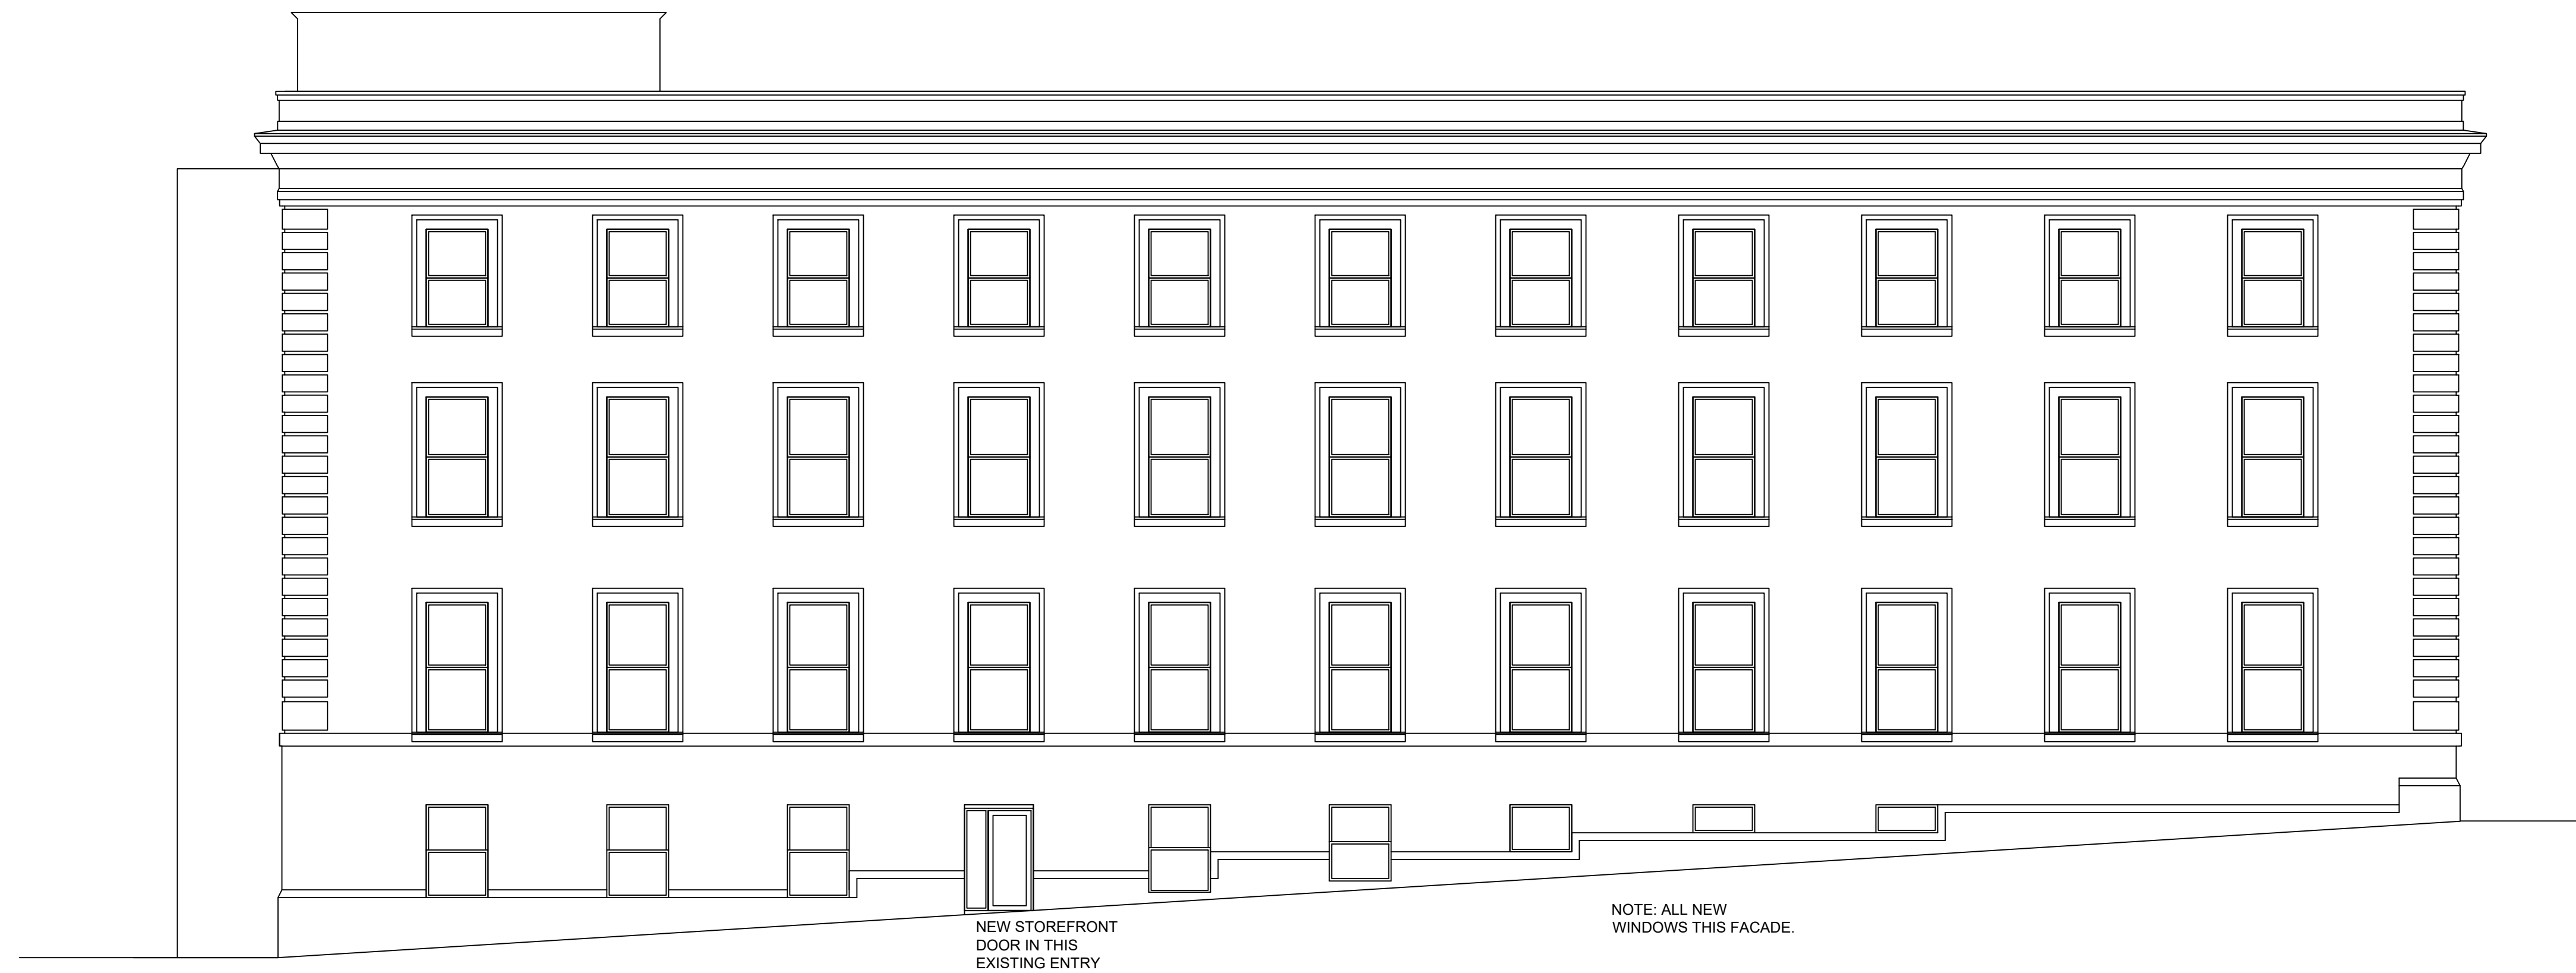 NEW STOREFRONT
DOOR IN THIS
EXISTING ENTRY
NOTE: ALL NEW
WINDOWS THIS FACADE.